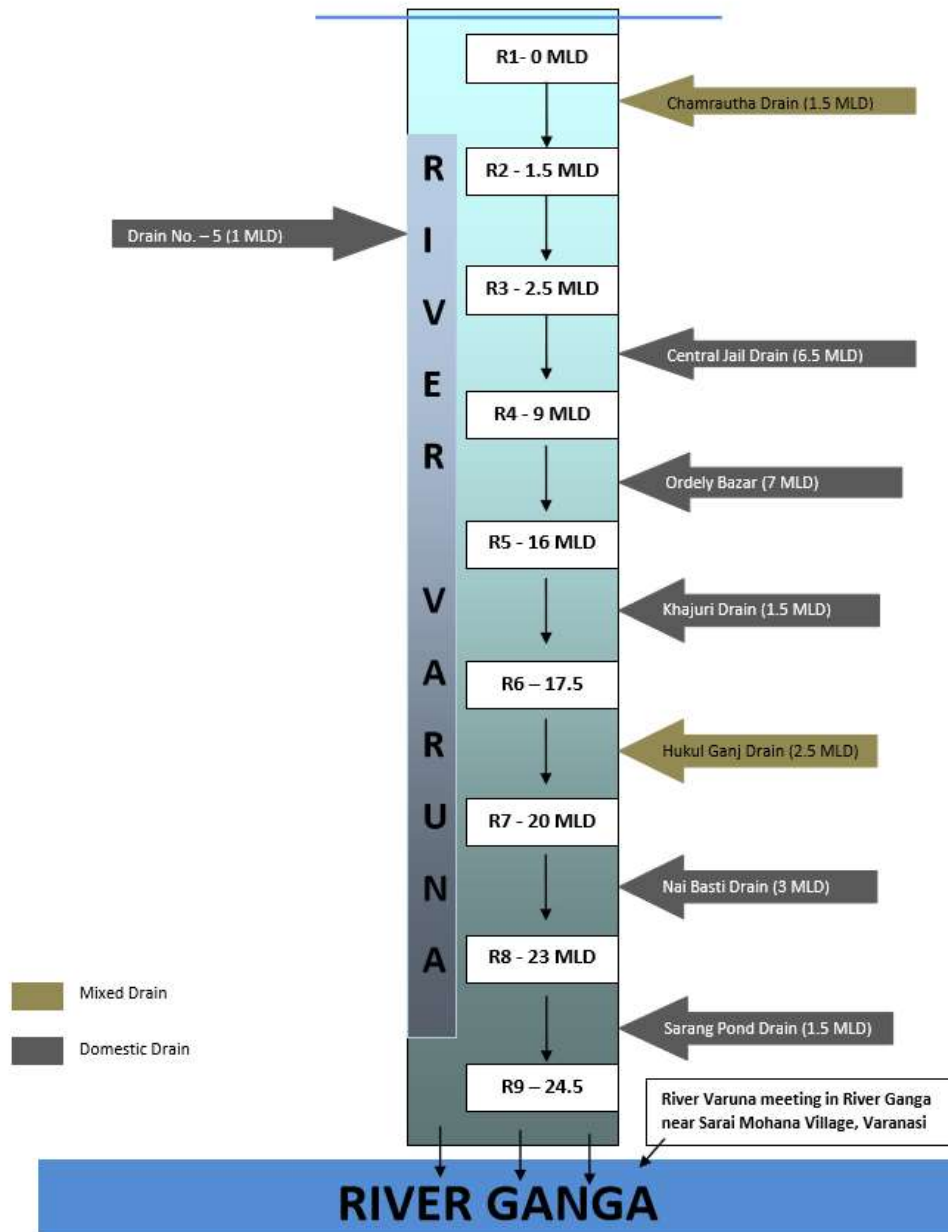 R1- 0 MLD
Chamrautha Drain (1.5 MLD)
R2 - 1.5 MLD
Drain No. – 5 (1 MLD)
R3 - 2.5 MLD
Central Jail Drain (6.5 MLD)
R4 - 9 MLD
Ordely Bazar (7 MLD)
R5 - 16 MLD
Khajuri Drain (1.5 MLD)
R6 – 17.5
Hukul Ganj Drain (2.5 MLD)
R7 - 20 MLD
Nai Basti Drain (3 MLD)
R8 - 23 MLD
Sarang Pond Drain (1.5 MLD)
R9 – 24.5
RIVER VARUNA
Mixed Drain
Domestic Drain
River Varuna meeting in River Ganga
near Sarai Mohana Village, Varanasi
RIVER GANGA